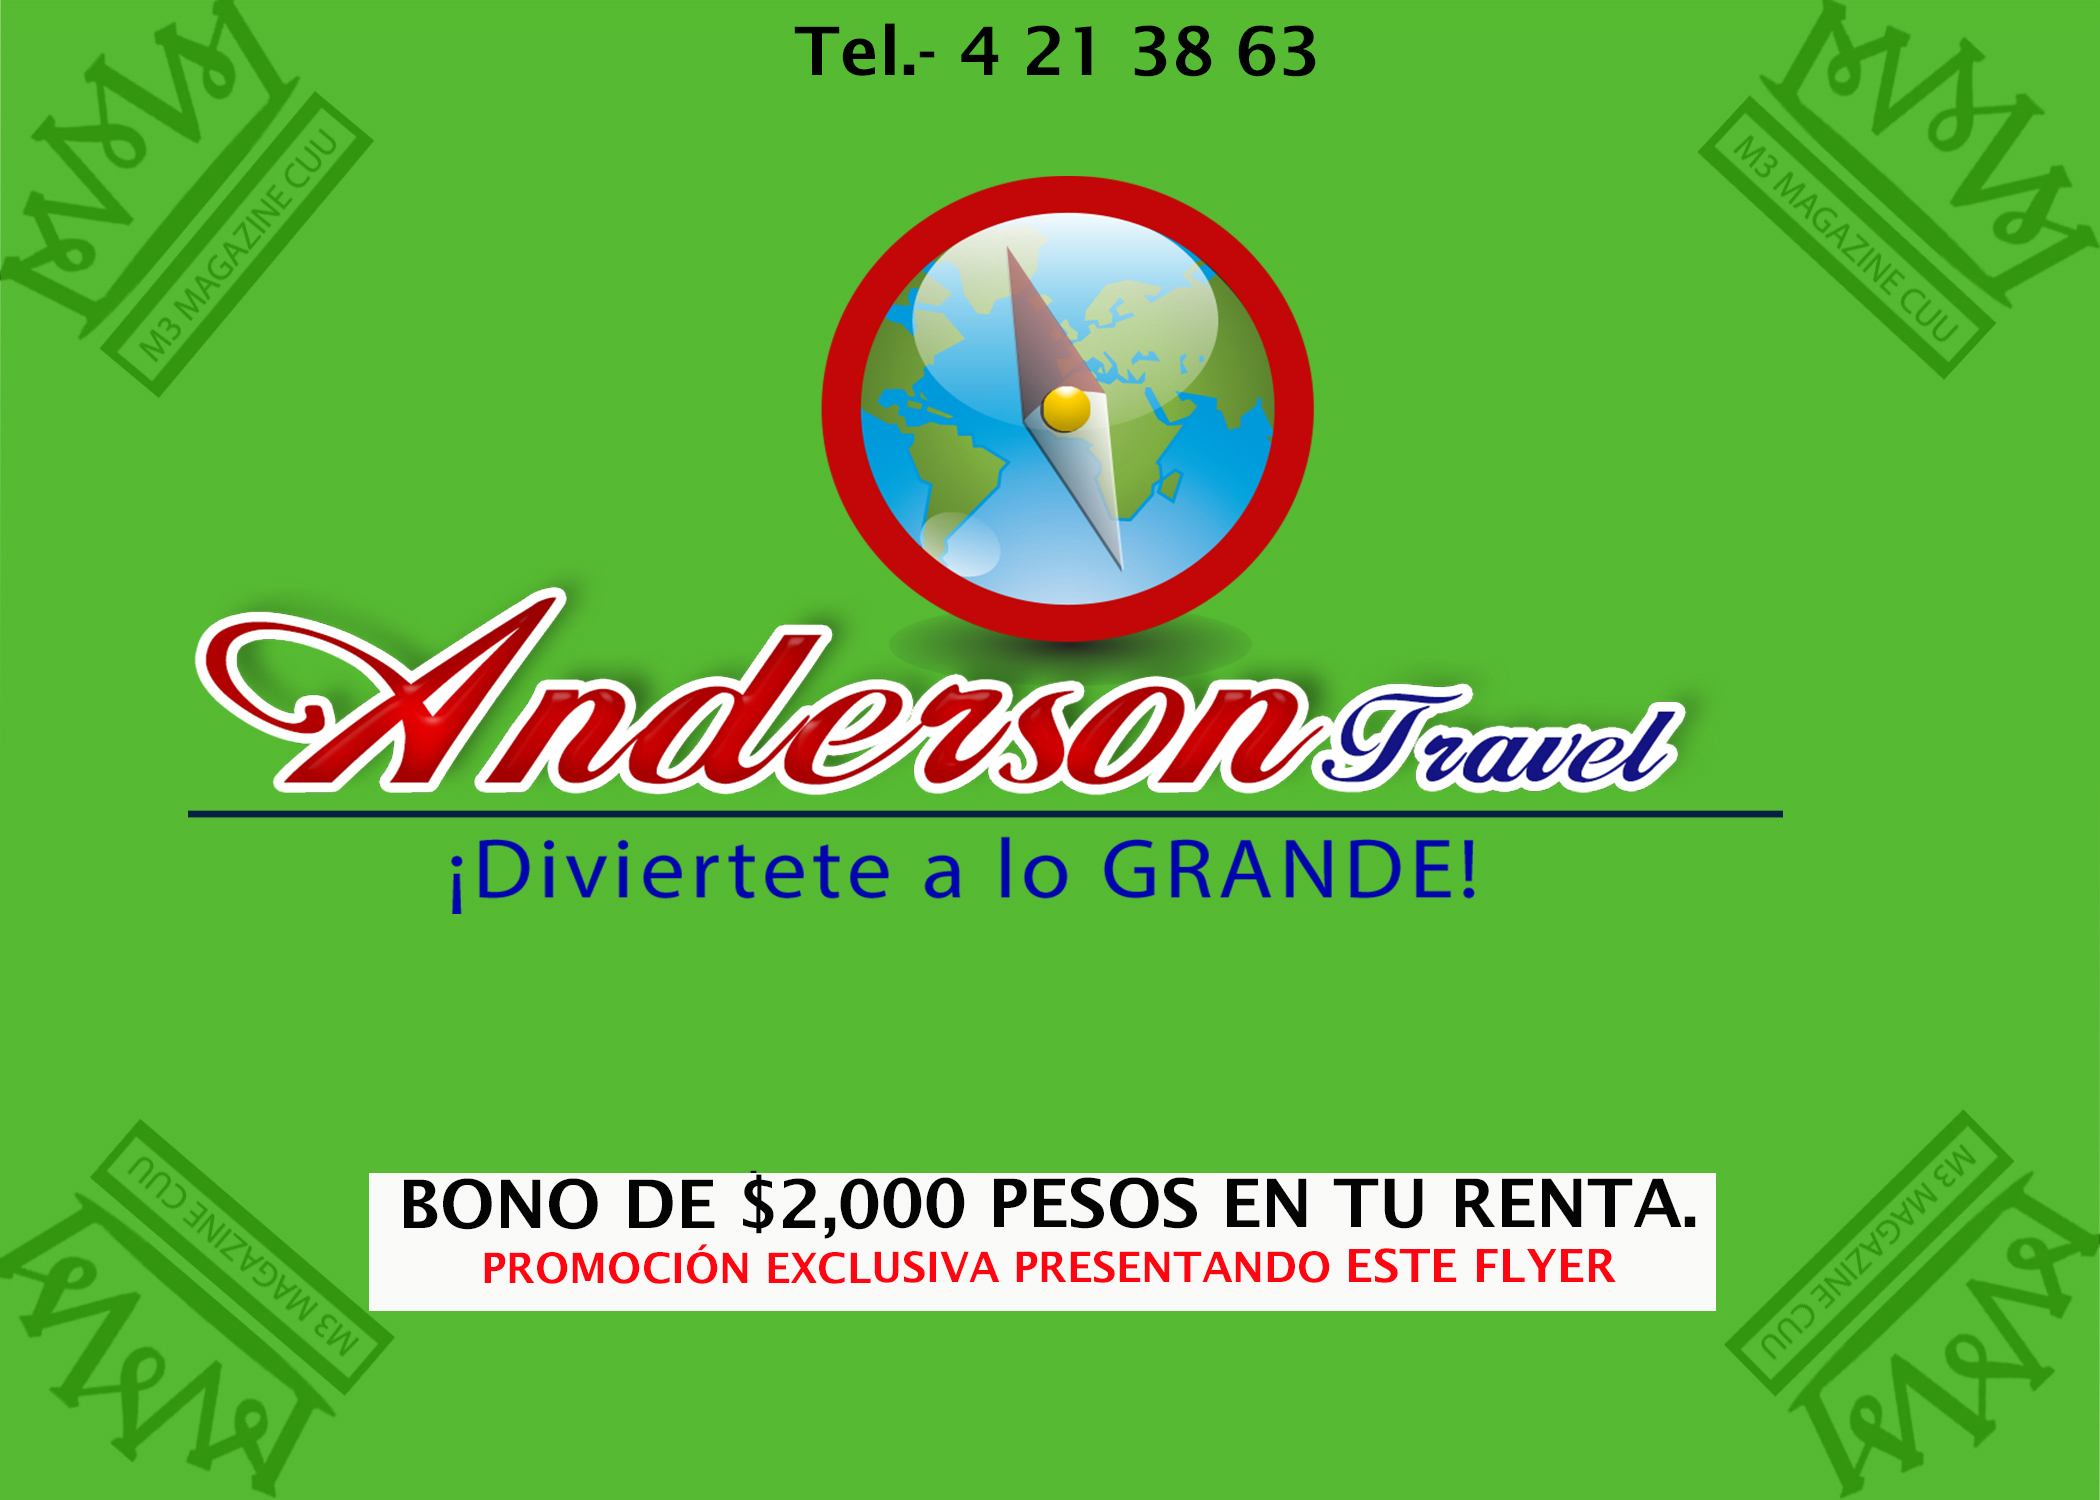 Tel.- 4 21 38 63
M3 MAGAZINE CUU
M3 MAGAZINE CUU
Anderson Travel
¡Diviertete a lo GRANDE!
BONO DE $2,000 PESOS EN TU RENTA.
PROMOCIÓN EXCLUSIVA PRESENTANDO ESTE FLYER
M3 MAGAZINE CUU
M3 MAGAZINE CUU